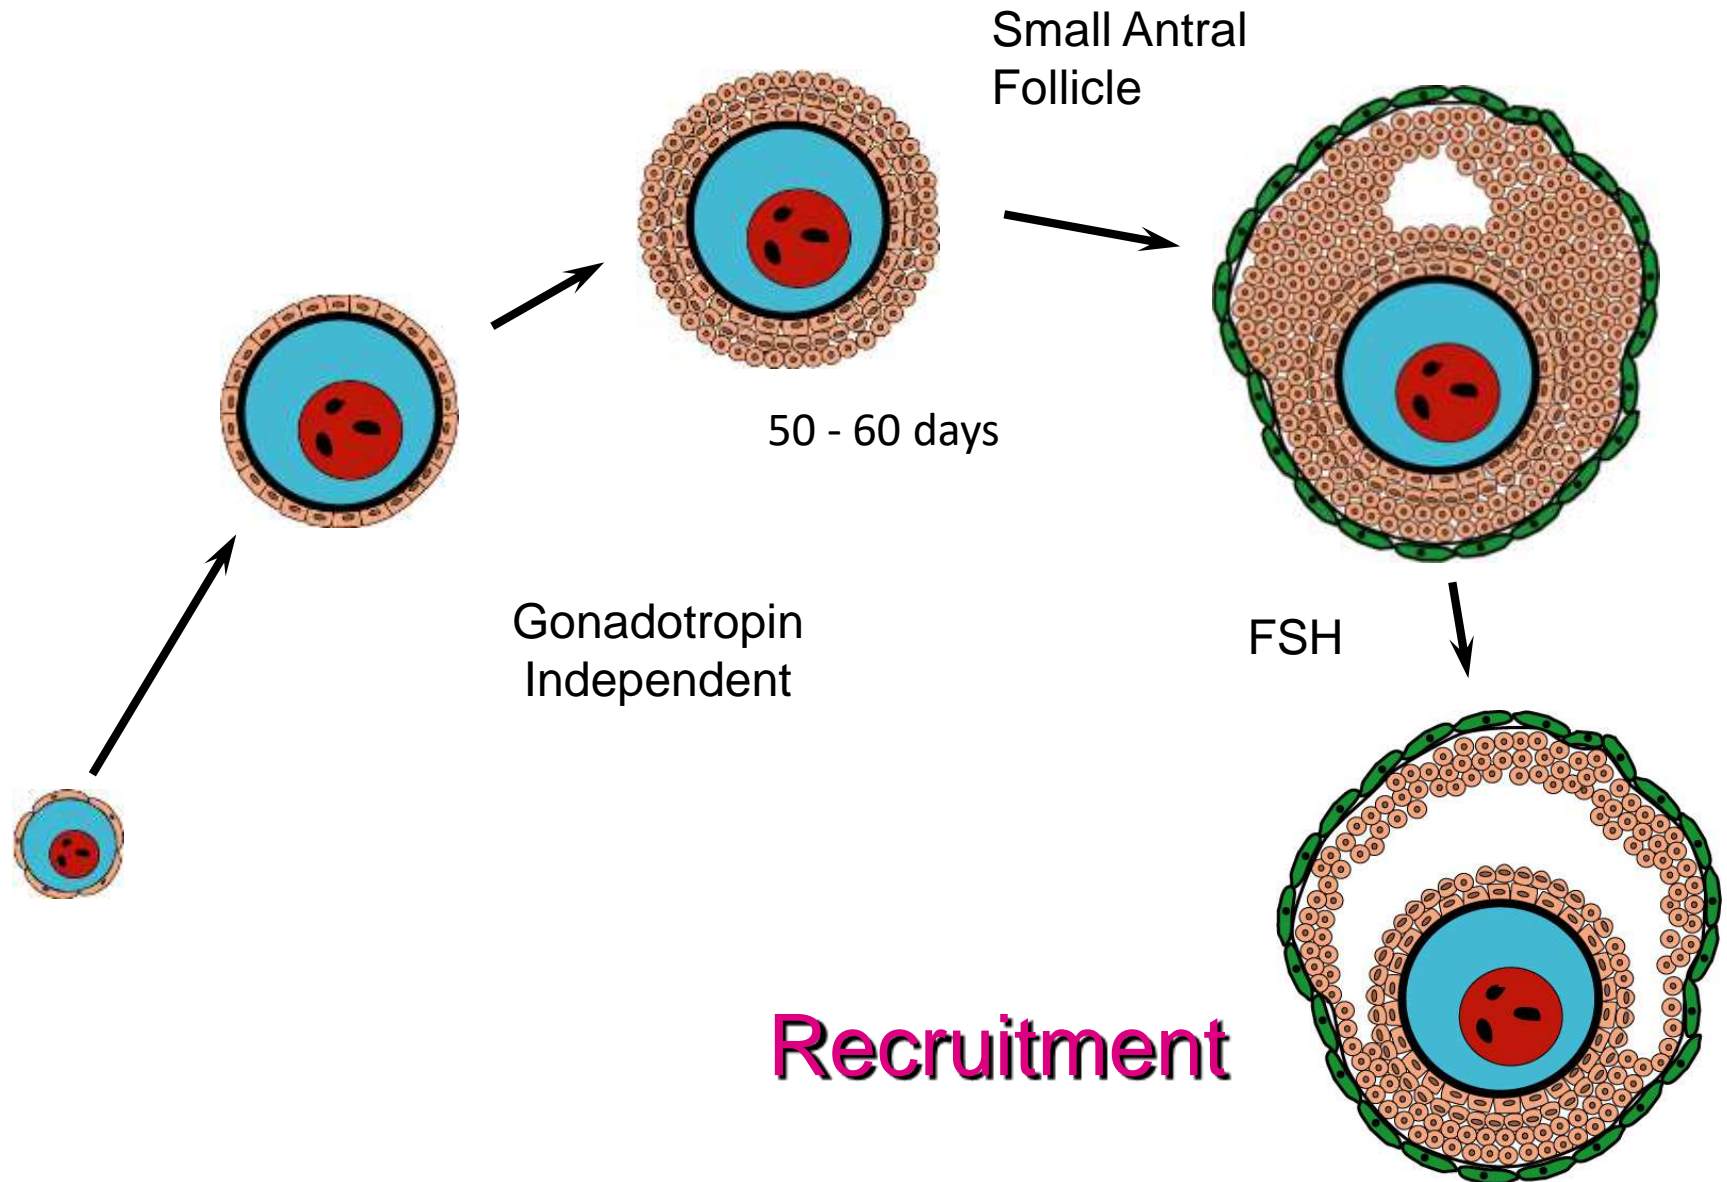 Small Antral
Follicle
50 - 60 days
Gonadotropin
Independent
FSH
Recruitment